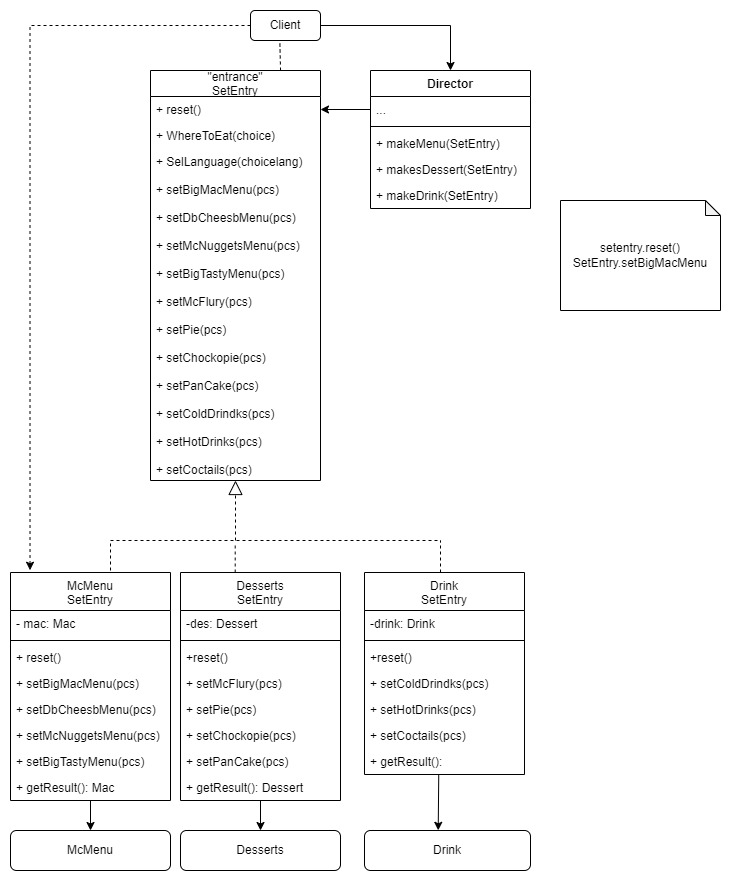 Client
"entrance"
SetEntry
+ reset()
+ WhereToEat(choice)
+ SelLanguage(choicelang)
+ setBigMacMenu(pcs)
+ setDbCheesbMenu(pcs)
+ setMcNuggetsMenu(pcs)
+ setBigTastyMenu(pcs)
+ setMcFlury(pcs)
+ setPie(pcs)
+ setChockopie(pcs)
+ setPanCake(pcs)
+ setColdDrindks(pcs)
+ setHotDrinks(pcs)
+ setCoctails(pcs)
Director
...
+ makeMenu(SetEntry)
+ makesDessert(SetEntry)
+ makeDrink(SetEntry)
setentry.reset()
SetEntry.setBigMacMenu
McMenu
SetEntry
- mac: Mac
+ reset()
+ setBigMacMenu(pcs)
+ setDbCheesbMenu(pcs)
+ setMcNuggetsMenu(pcs)
+ setBigTastyMenu(pcs)
+ getResult(): Mac
Desserts
SetEntry
-des: Dessert
+reset()
+ setMcFlury(pcs)
+ setPie(pcs)
+ setChockopie(pcs)
+ setPanCake(pcs)
+ getResult(): Dessert
Drink
SetEntry
-drink: Drink
+reset()
+ setColdDrindks(pcs)
+ setHotDrinks(pcs)
+ setCoctails(pcs)
+ getResult():
McMenu
Desserts
Drink